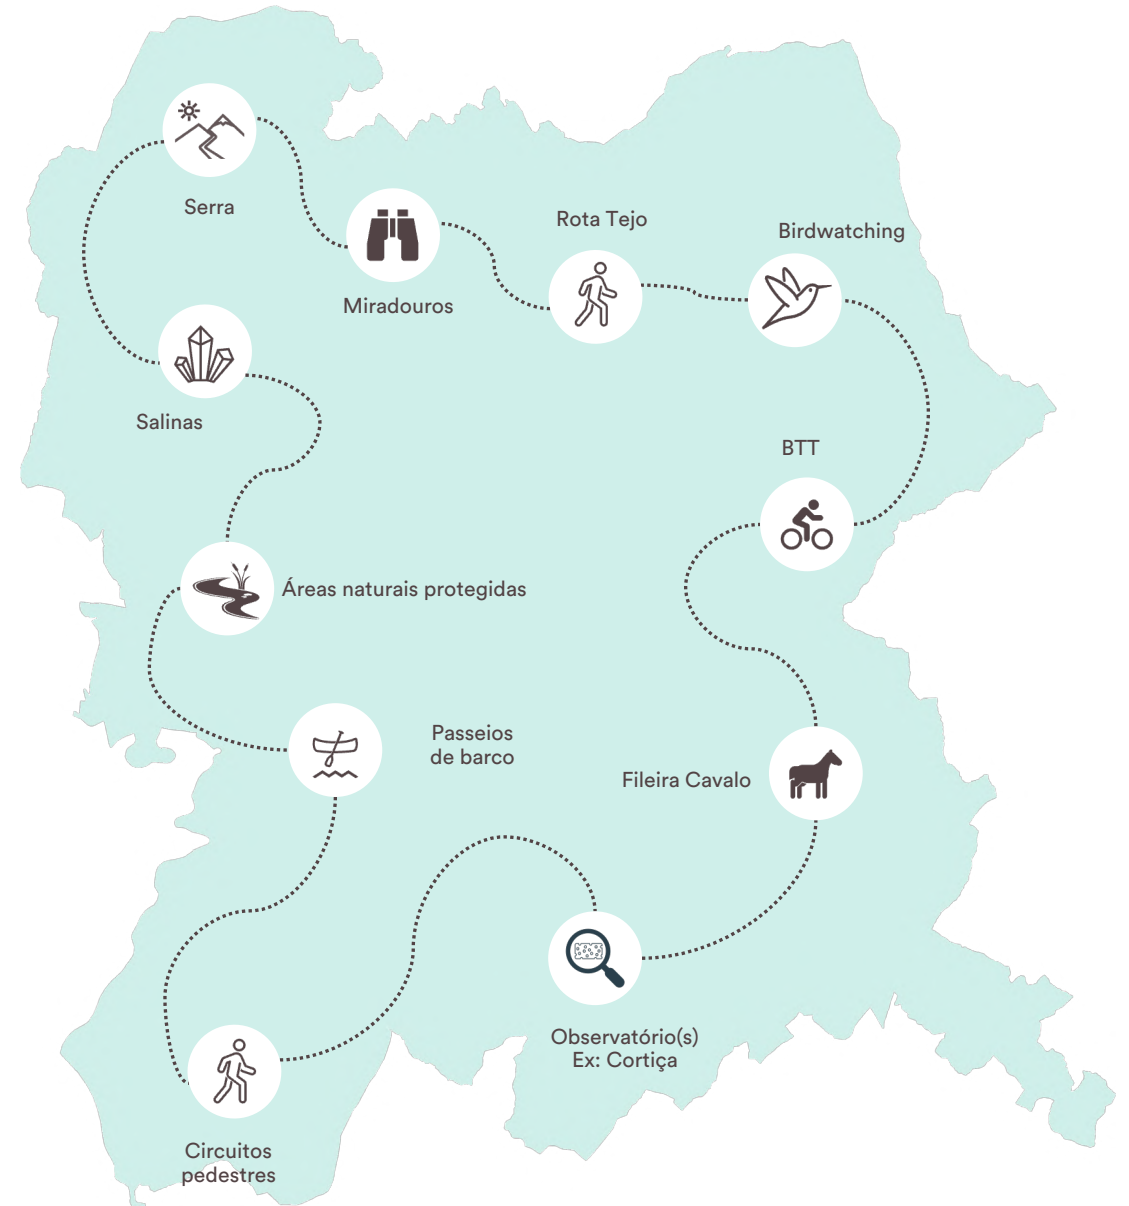 Serra
Miradouros
Rota Tejo
Birdwatching
Salinas
BTT
Áreas naturais protegidas
Passeios
de barco
Fileira Cavalo
Observatório(s)
Ex: Cortiça
Circuitos
pedestres